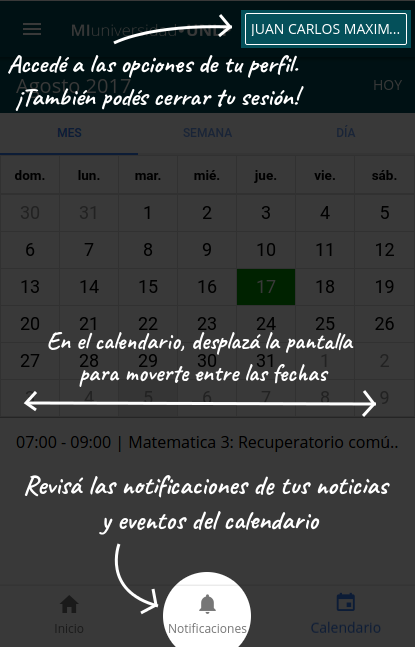 MIuniversidad
JUAN CARLOS MAXIM...
Accedé a las opciones de tu perfil.
Agosto 2017
HOY
¡También podés cerrar tu sesión!
MES SEMANA DÍA
dom. lun. mar. mié. jue. vie. sáb.
30 31 1 2 3 4 5
6 7 8 9 10 11 12
13 14 15 16 17 18 19
20 21 22 23 24 25 26
En el calendario, desplazá la pantalla
27 28 29 30 31 1 2
para moverte entre las fechas
4 5 6 7 8 9
07:00 - 09:00 | Matematica 3: Recuperatorio comú..
Revisá las notificaciones de tus noticias
y eventos del calendario
Inicio Notificaciones Calendario